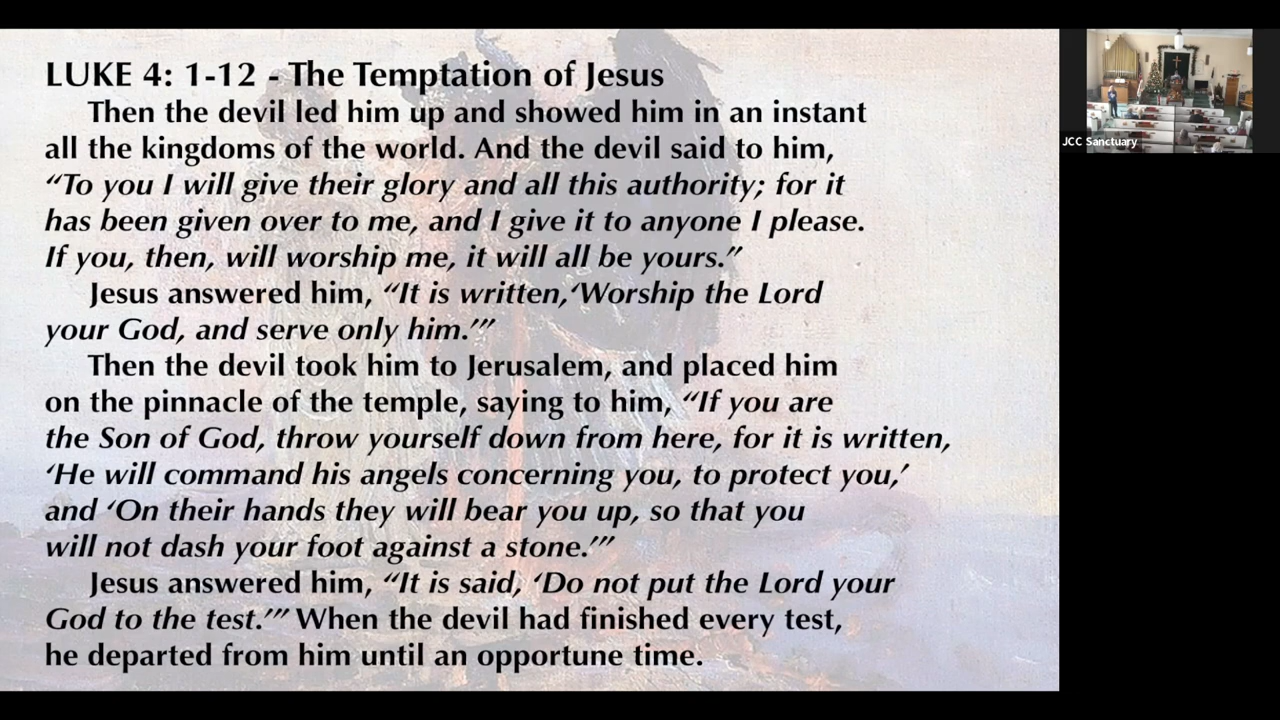 LUKE 4: 1-12 - The Temptation of Jesus
Then the devil led him up and showed him in an instant
all the kingdoms of the world. And the devil said to him,
“To you I will give their glory and all this authority; for it
has been given over to me, and I give it to anyone I please.
If you, then, will worship me, it will all be yours.”
Jesus answered him, “It is written,‘Worship the Lord
your God, and serve only him.’”
Then the devil took him to Jerusalem, and placed him
on the pinnacle of the temple, saying to him, “If you are
the Son of God, throw yourself down from here, for it is written,
‘He will command his angels concerning you, to protect you,’
and ‘On their hands they will bear you up, so that you
will not dash your foot against a stone.’”
Jesus answered him, “It is said, ‘Do not put the Lord your
God to the test.’” When the devil had finished every test,
he departed from him until an opportune time.
JCC Sanctuary